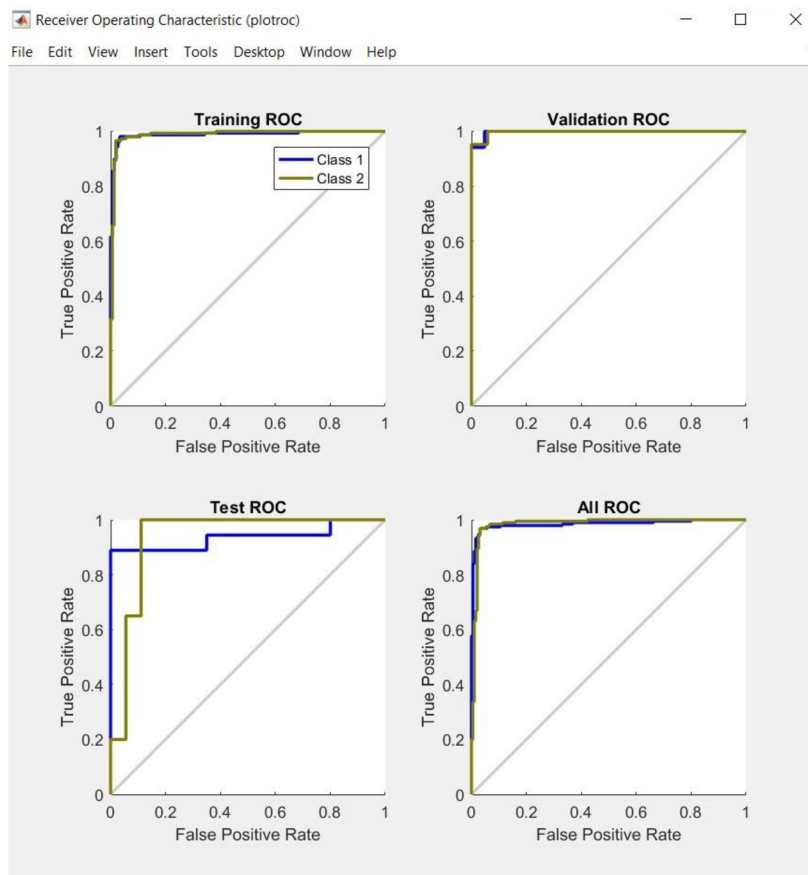 Receiver Operating Characteristic (plotroc)
File Edit View Insert Tools Desktop Window Help
Training ROC
1
0.8
0.6
0.4
0.2
0
True Positive Rate
Class 1
Class 2
0 0.2 0.4 0.6 0.8 1
False Positive Rate
Validation ROC
1
0.8
0.6
0.4
0.2
0
True Positive Rate
0 0.2 0.4 0.6 0.8 1
False Positive Rate
Test ROC
1
0.8
0.6
0.4
0.2
0
True Positive Rate
0 0.2 0.4 0.6 0.8 1
False Positive Rate
All ROC
1
0.8
0.6
0.4
0.2
0
True Positive Rate
0 0.2 0.4 0.6 0.8 1
False Positive Rate